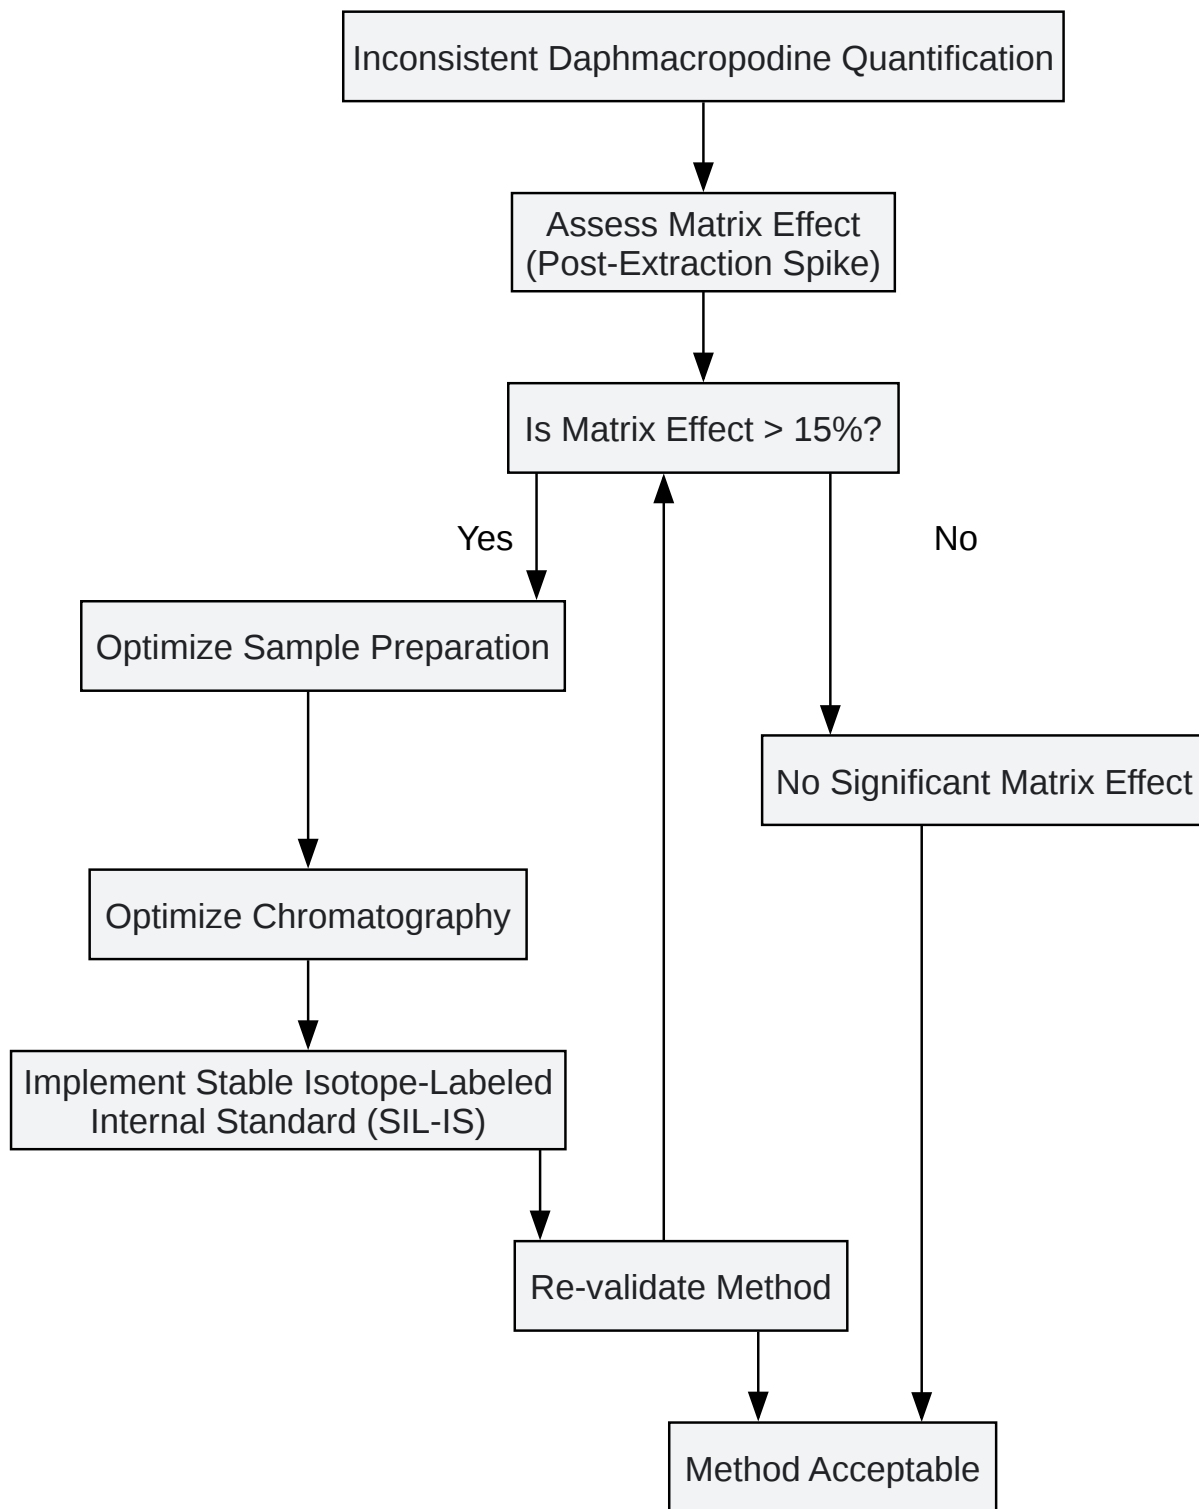 Inconsistent Daphmacropodine Quantification
Assess Matrix Effect
(Post-Extraction Spike)
Is Matrix Effect > 15%?
Yes
No
Optimize Sample Preparation
No Significant Matrix Effect
Optimize Chromatography
Implement Stable Isotope-Labeled
Internal Standard (SIL-IS)
Re-validate Method
Method Acceptable